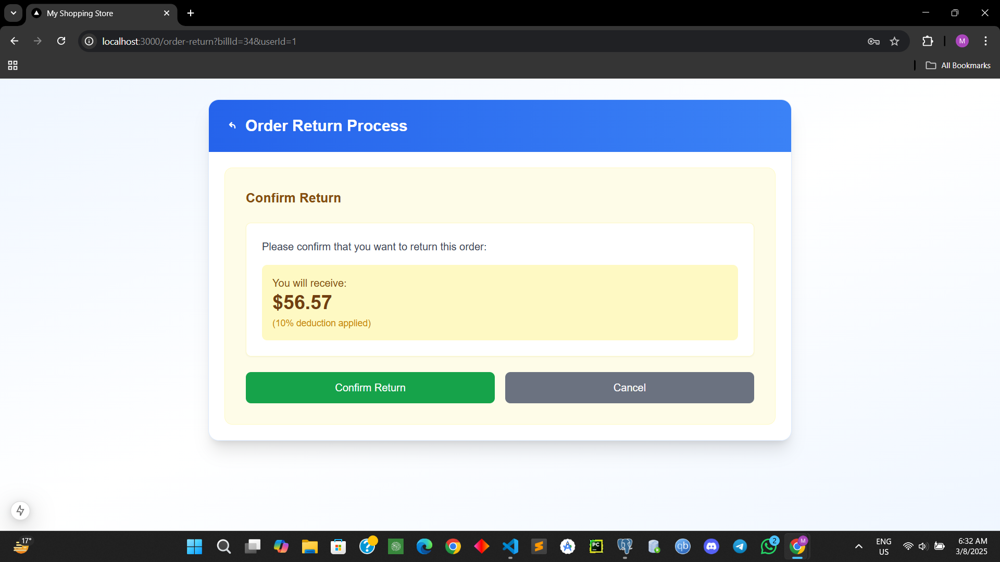 My Shopping Store
localhost:3000/order-return?billId=34&userId=1
M
All Bookmarks
Order Return Process
Confirm Return
Please confirm that you want to return this order:
You will receive:
$56.57
(10% deduction applied)
Confirm Return
Cancel
17°
PC
qb
2
M
ENG
US
6:32 AM
3/8/2025